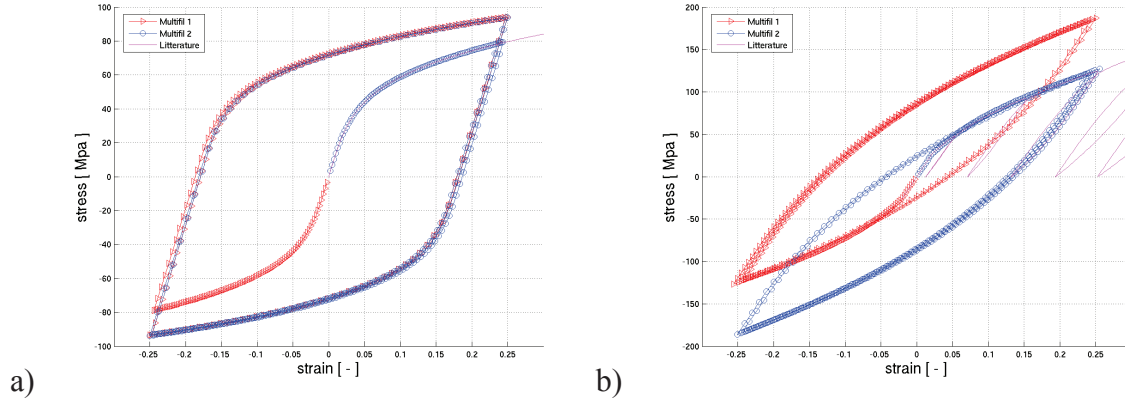 Multifil 1
Multifil 2
Litterature
100
80
60
40
20
0
-20
-40
-60
-80
-100
stress [ Mpa]
-0.25 -0.2 -0.15 -0.1 -0.05 0 0.05 0.1 0.15 0.2 0.25
strain [ - ]
a)
Multifil 1
Multifil 2
Litterature
200
150
100
50
0
-50
-100
-150
-200
stress [ Mpa]
-0.25 -0.2 -0.15 -0.1 -0.05 0 0.05 0.1 0.15 0.2 0.25
strain [ - ]
b)